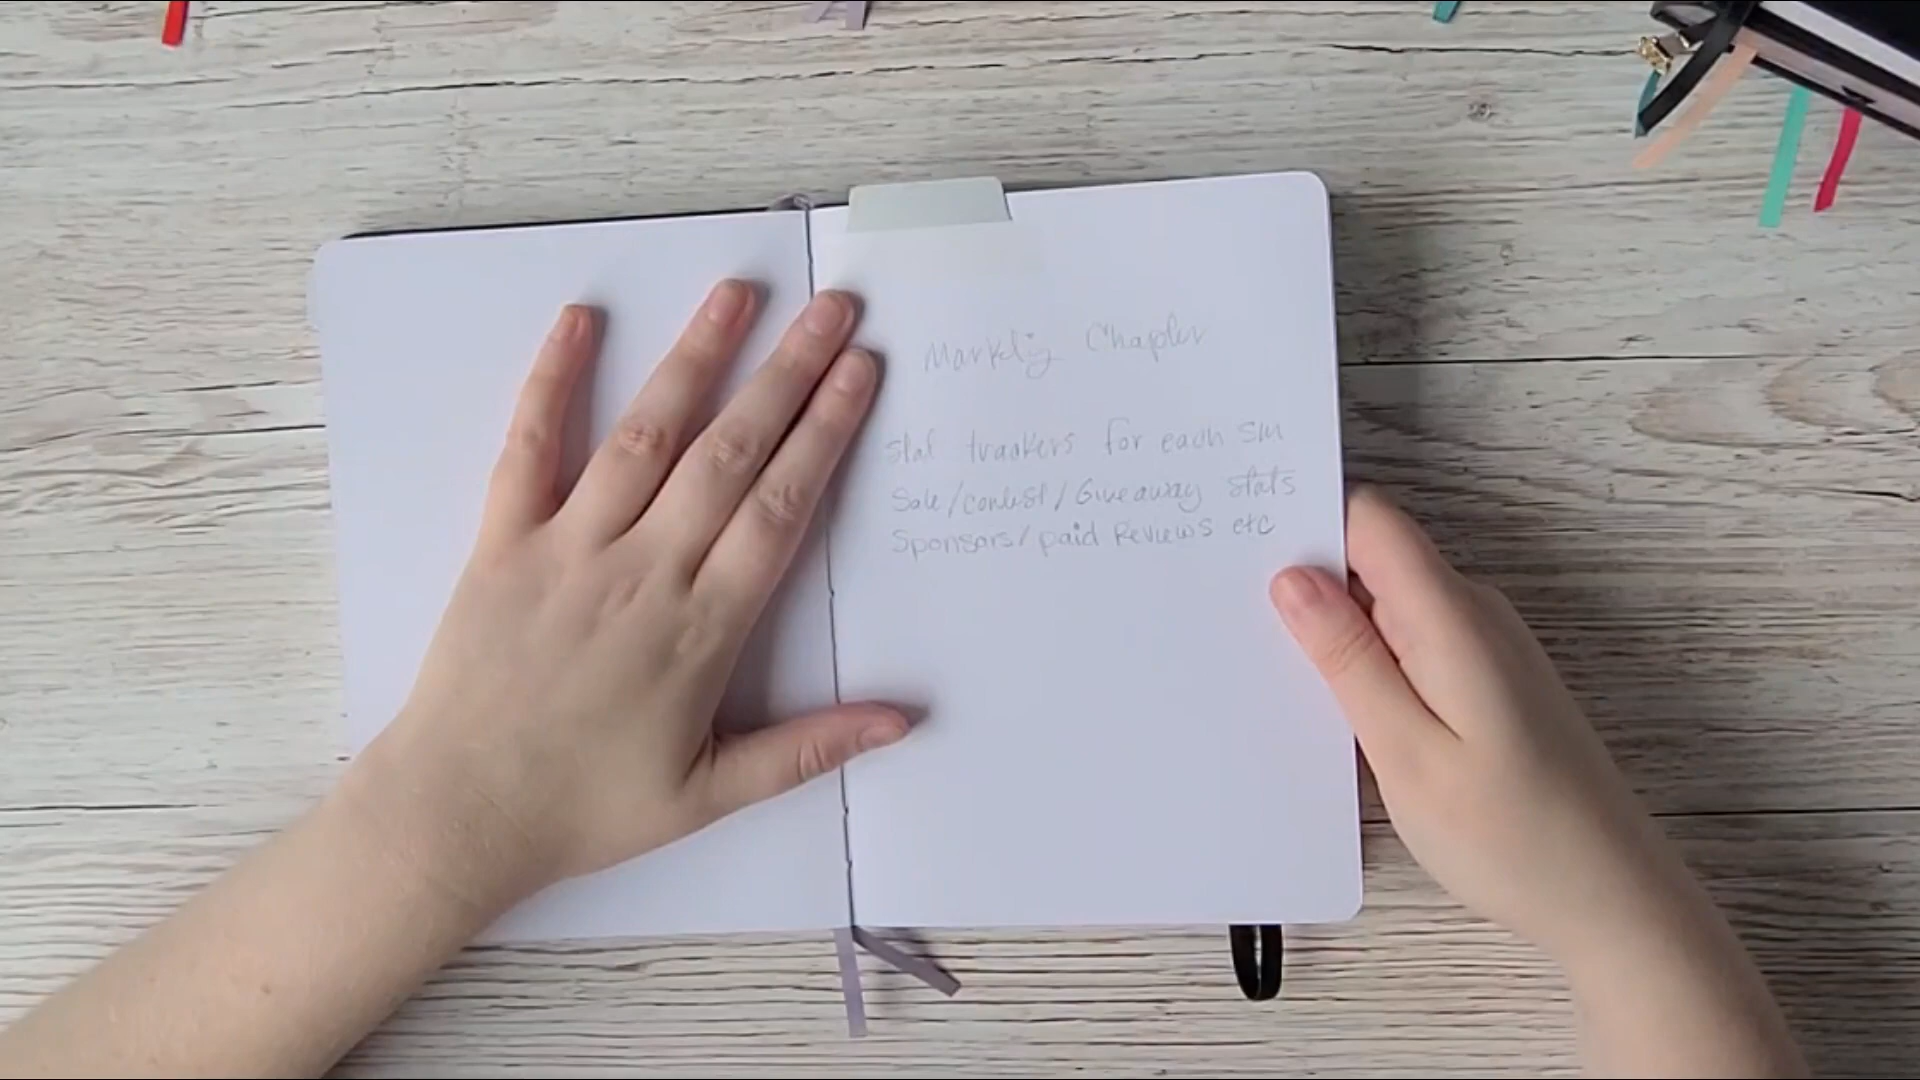 Marketing Chapter
Stat trackers for each SM
Sale/contest/Giveaway stats
Sponsors/paid Reviews etc